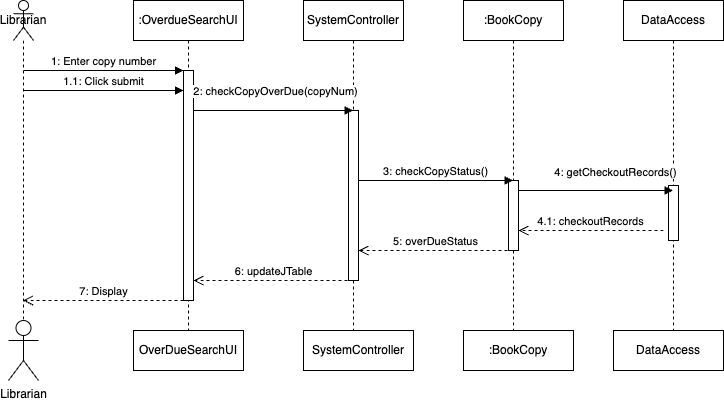 Librarian
:OverdueSearchUI
SystemController
:BookCopy
DataAccess
1: Enter copy number
1.1: Click submit
2: checkCopyOverDue(copyNum)
3: checkCopyStatus()
4: getCheckoutRecords()
4.1: checkoutRecords
5: overDueStatus
6: updateJTable
7: Display
Librarian
OverDueSearchUI
SystemController
:BookCopy
DataAccess